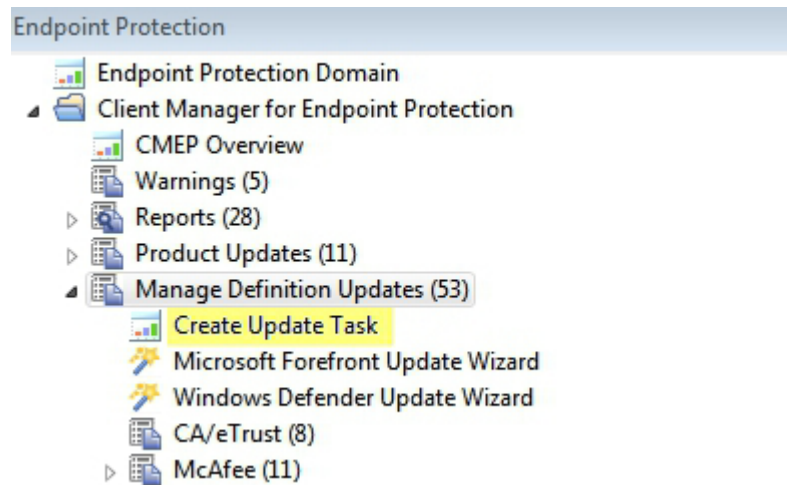 Endpoint Protection
Endpoint Protection Domain
Client Manager for Endpoint Protection
CMEP Overview
Warnings (5)
Reports (28)
Product Updates (11)
Manage Definition Updates (53)
Create Update Task
Microsoft Forefront Update Wizard
Windows Defender Update Wizard
CA/eTrust (8)
McAfee (11)